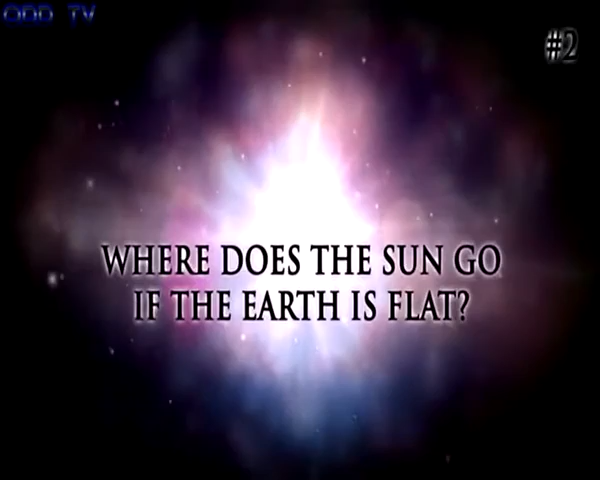 ODD TV
#2
WHERE DOES THE SUN GO
IF THE EARTH IS FLAT?